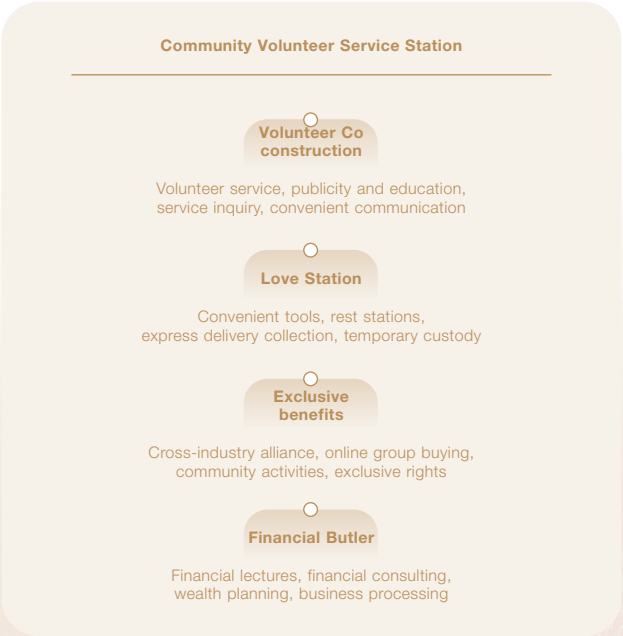 Community Volunteer Service Station
Volunteer Co
construction
Volunteer service, publicity and education,
service inquiry, convenient communication
Love Station
Convenient tools, rest stations,
express delivery collection, temporary custody
Exclusive
benefits
Cross-industry alliance, online group buying,
community activities, exclusive rights
Financial Butler
Financial lectures, financial consulting,
wealth planning, business processing